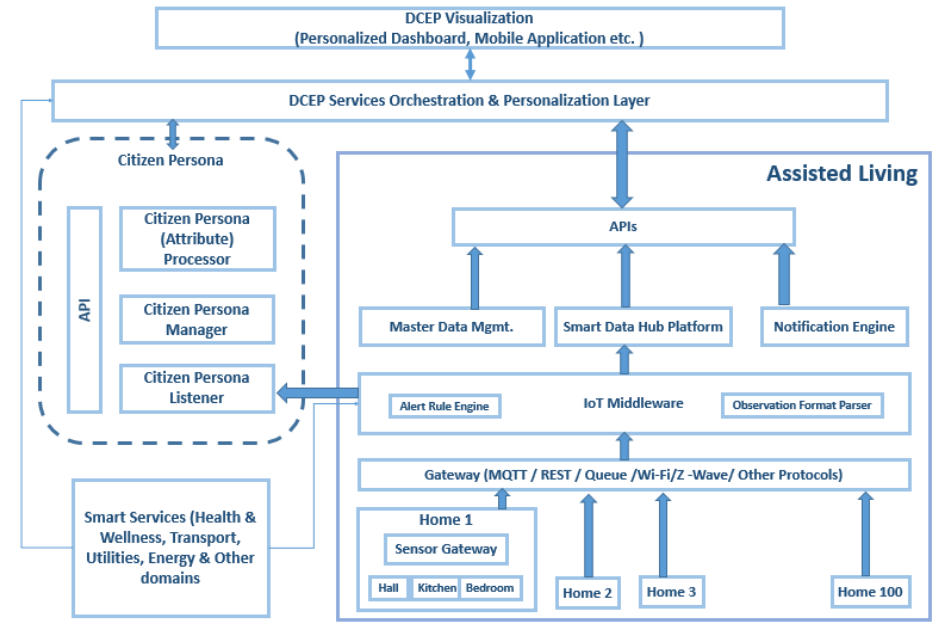 DCEP Visualization
(Personalized Dashboard, Mobile Application etc. )
DCEP Services Orchestration & Personalization Layer
Citizen Persona
API
Citizen Persona
(Attribute)
Processor
Citizen Persona
Manager
Citizen Persona
Listener
Smart Services (Health &
Wellness, Transport,
Utilities, Energy & Other
domains
Assisted Living
APIs
Master Data Mgmt.
Smart Data Hub Platform
Notification Engine
Alert Rule Engine
IoT Middleware
Observation Format Parser
Gateway (MQTT / REST / Queue /Wi-Fi/Z -Wave/ Other Protocols)
Home 1
Sensor Gateway
Hall
Kitchen
Bedroom
Home 2
Home 3
Home 100